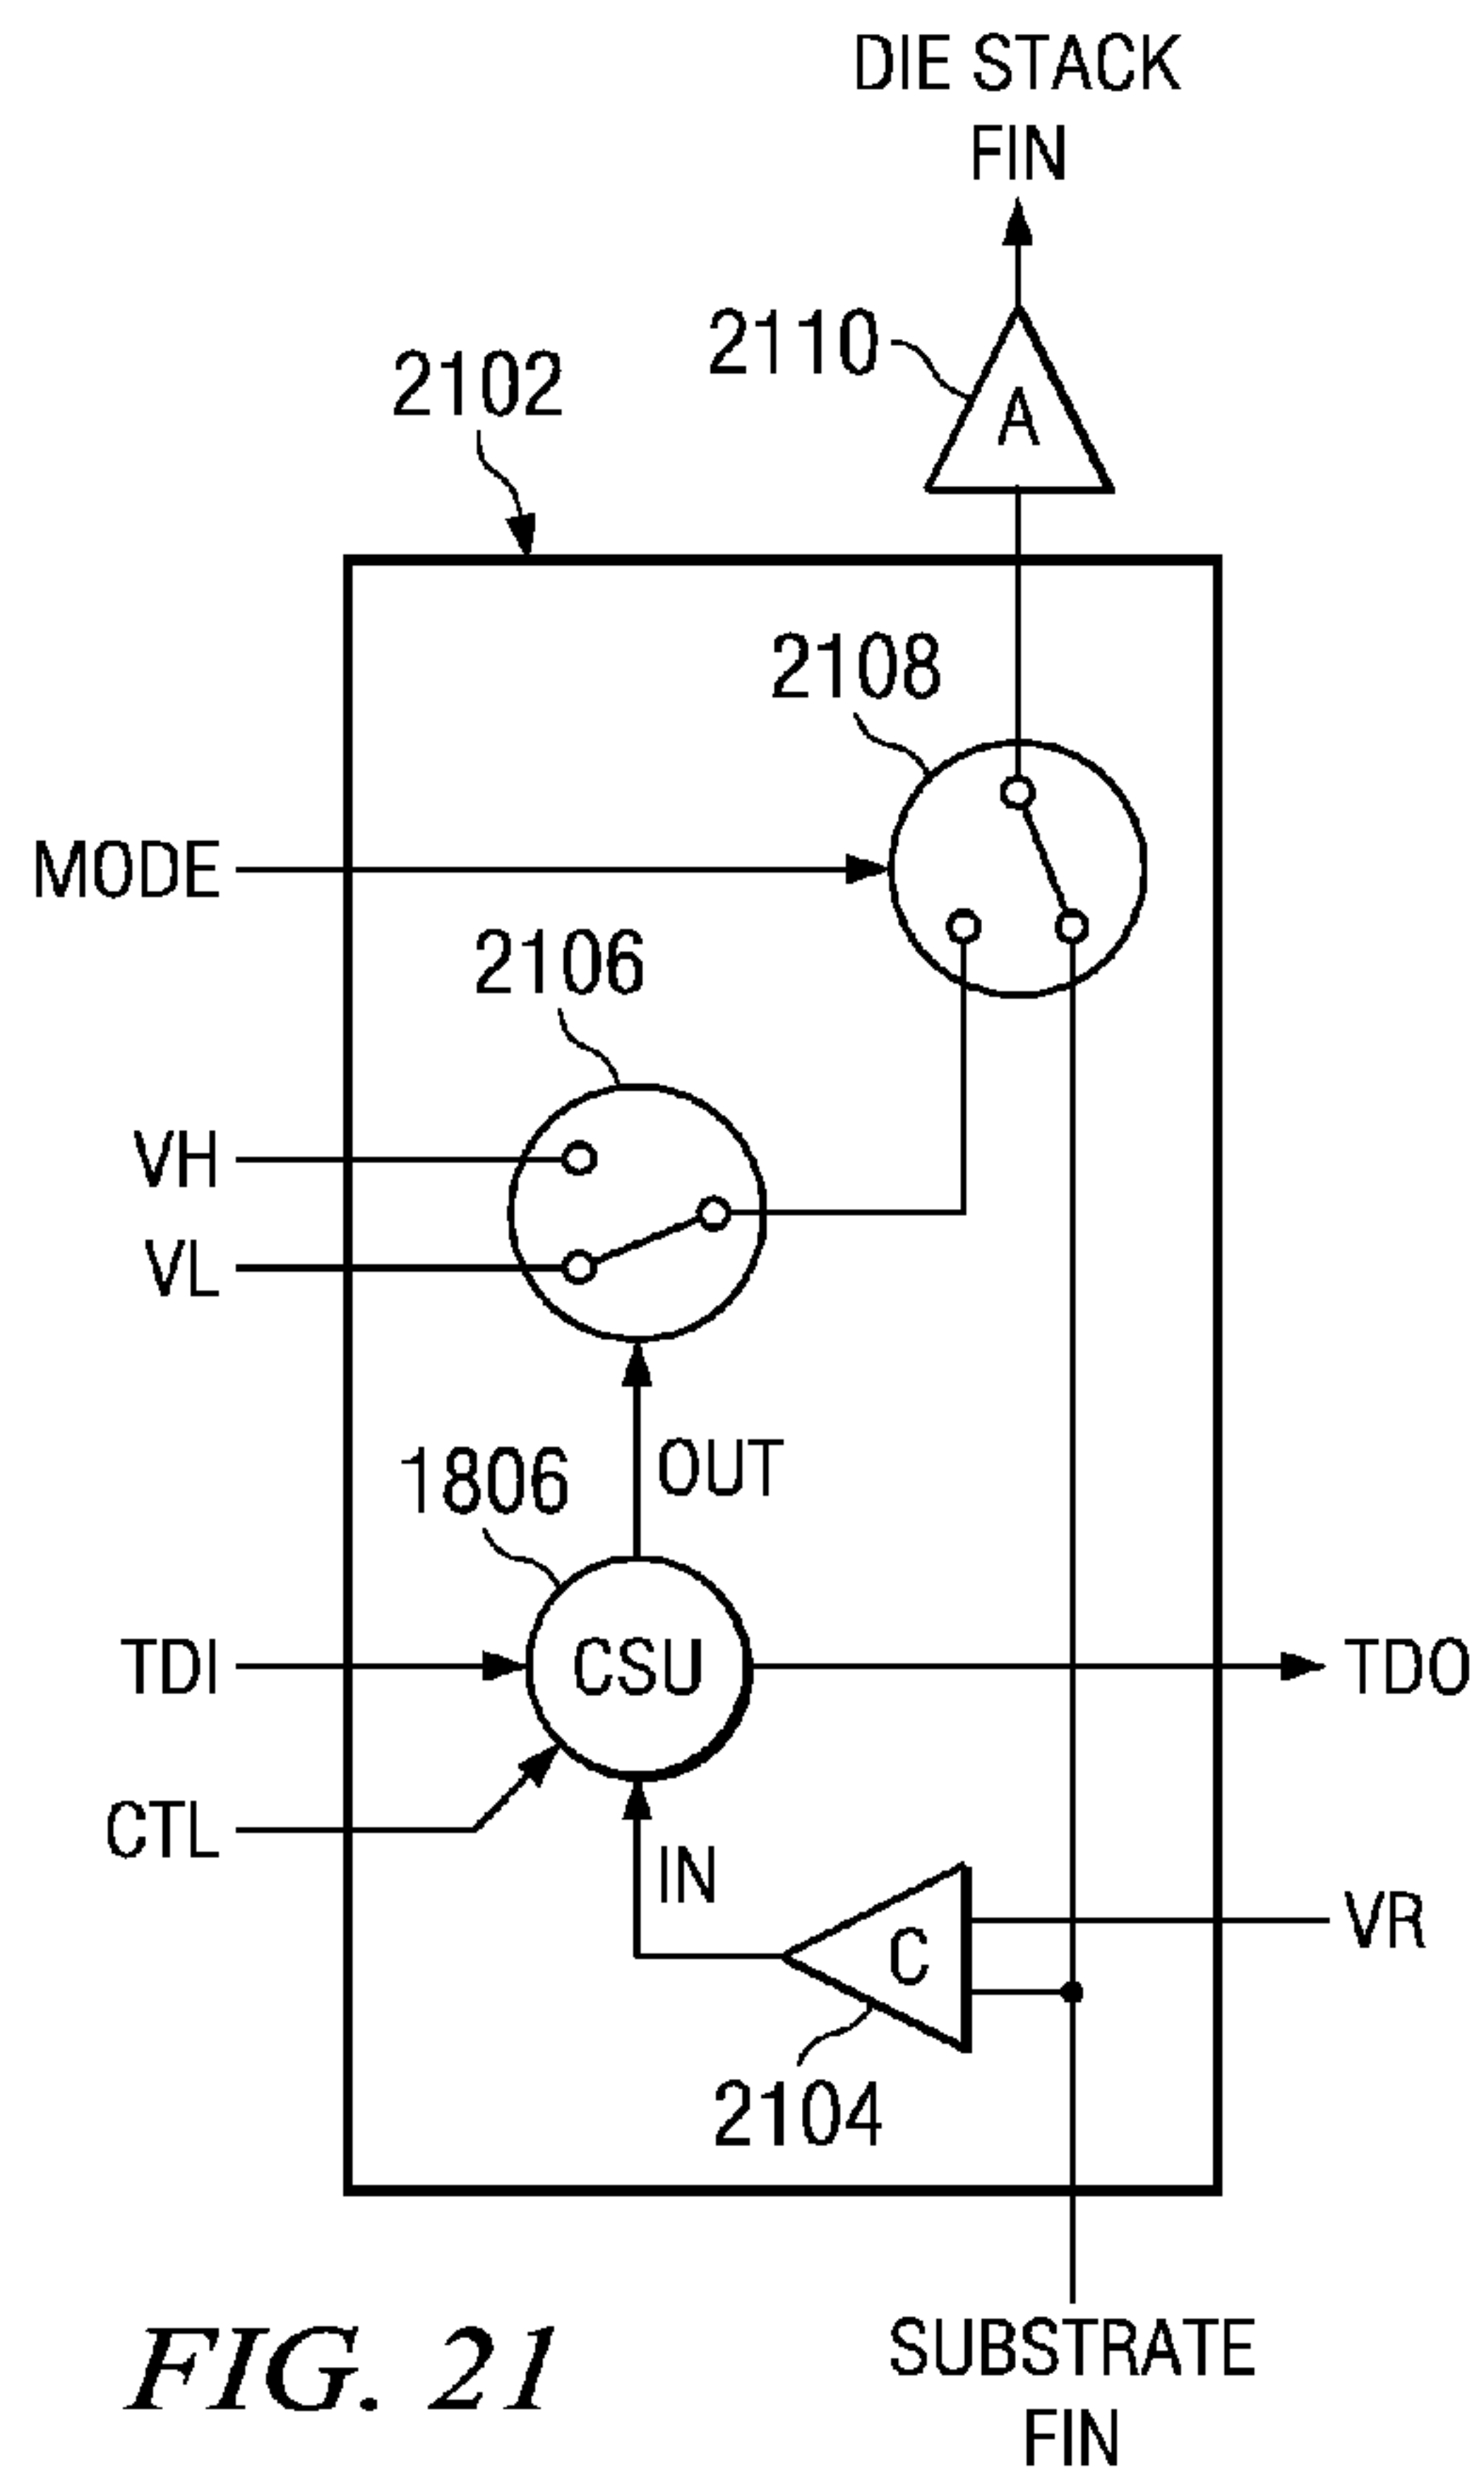 DIE STACK
FIN
2110
A
2102
2108
MODE
2106
VH
VL
1806
OUT
TDI
CSU
TDO
CTL
IN
C
VR
2104
SUBSTRATE
FIN
FIG. 21